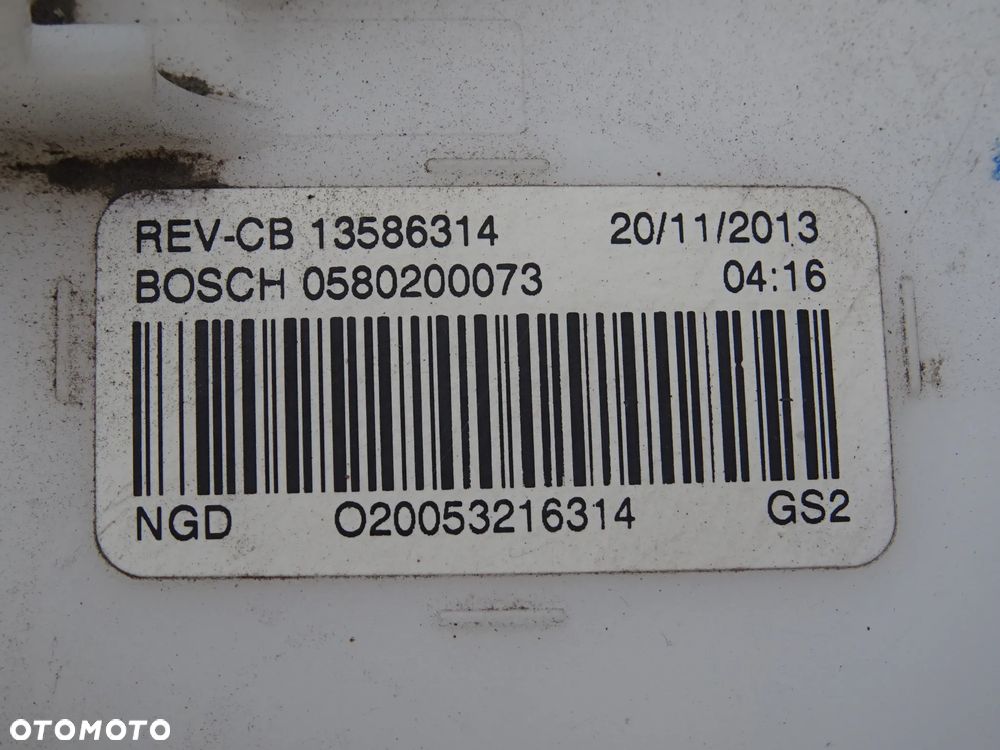 REV-CB 13586314 20/11/2013
BOSCH 0580200073 04:16
NGD O20053216314 GS2
OTOMOTO